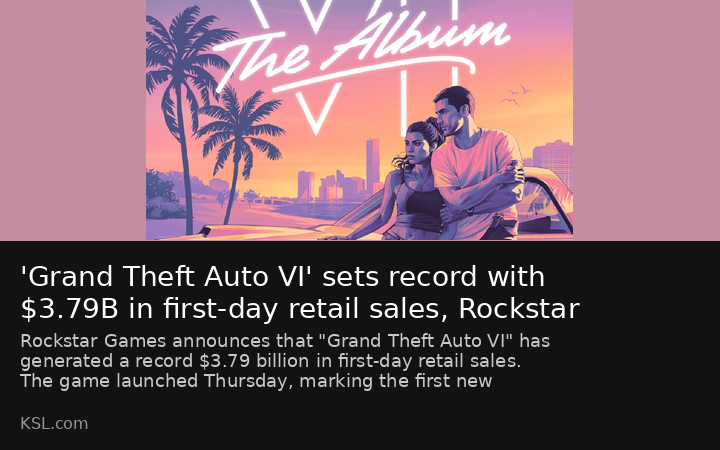 The Album
VI
'Grand Theft Auto VI' sets record with
$3.79B in first-day retail sales, Rockstar
Rockstar Games announces that "Grand Theft Auto VI" has
generated a record $3.79 billion in first-day retail sales.
The game launched Thursday, marking the first new
KSL.com